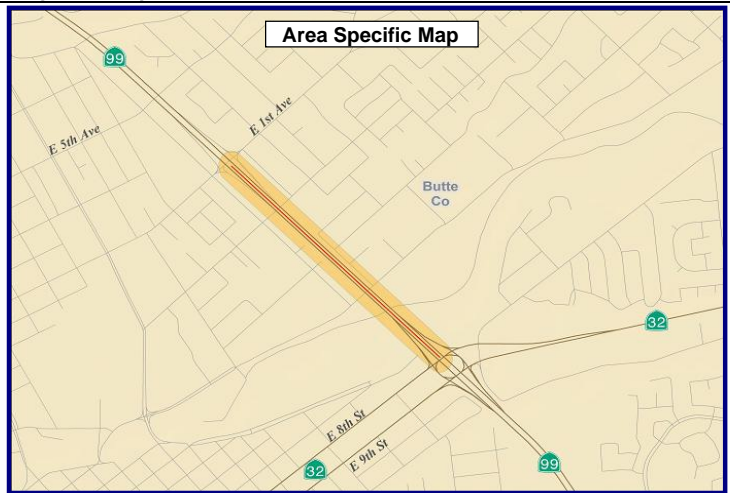 Area Specific Map
99
E 1st Ave
E 5th Ave
Butte
Co
32
E 8th St
E 9th St
32
99